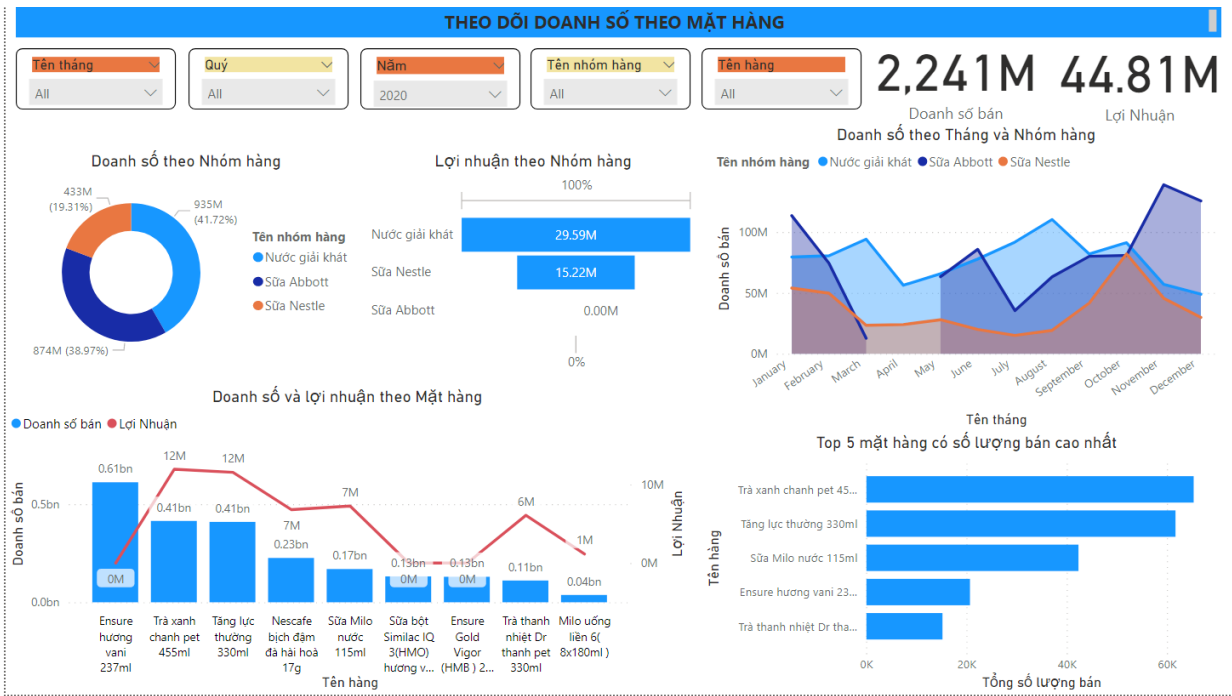 THEO DÕI DOANH SỐ THEO MẶT HÀNG
Tên tháng
All
Quý
All
Năm
2020
Tên nhóm hàng
All
Tên hàng
All
2,241M
Doanh số bán
44.81M
Lợi Nhuận
Doanh số theo Nhóm hàng
433M
(19.31%)
935M
(41.72%)
874M (38.97%)
Tên nhóm hàng
Nước giải khát
Sữa Abbott
Sữa Nestle
Lợi nhuận theo Nhóm hàng
100%
Nước giải khát
29.59M
Sữa Nestle
15.22M
Sữa Abbott
0.00M
0%
Doanh số theo Tháng và Nhóm hàng
Tên nhóm hàng Nước giải khát Sữa Abbott Sữa Nestle
Doanh số bán
100M
50M
0M
January
February
March
April
May
June
July
August
September
October
November
December
Tên tháng
Doanh số và lợi nhuận theo Mặt hàng
Doanh số bán Lợi Nhuận
Doanh số bán
0.5bn
0.0bn
0.61bn
0.41bn
0.41bn
0.23bn
0.17bn
0.13bn
0.13bn
0.11bn
0.04bn
0M
12M
12M
7M
7M
0M
0M
6M
1M
10M
0M
Lợi Nhuận
Ensure
hương
vani
237ml
Trà xanh
chanh pet
455ml
Tăng lực
thường
330ml
Nescafe
bịch đậm
đà hài hoà
17g
Sữa Milo
nước
115ml
Sữa bột
Similac IQ
3(HMO)
hương v...
Ensure
Gold
Vigor
(HMB ) 2...
Trà thanh
nhiệt Dr
thanh pet
330ml
Milo uống
liền 6(
8x180ml )
Tên hàng
Top 5 mặt hàng có số lượng bán cao nhất
Tên hàng
Trà xanh chanh pet 45...
Tăng lực thường 330ml
Sữa Milo nước 115ml
Ensure hương vani 23...
Trà thanh nhiệt Dr tha...
0K
20K
40K
60K
Tổng số lượng bán